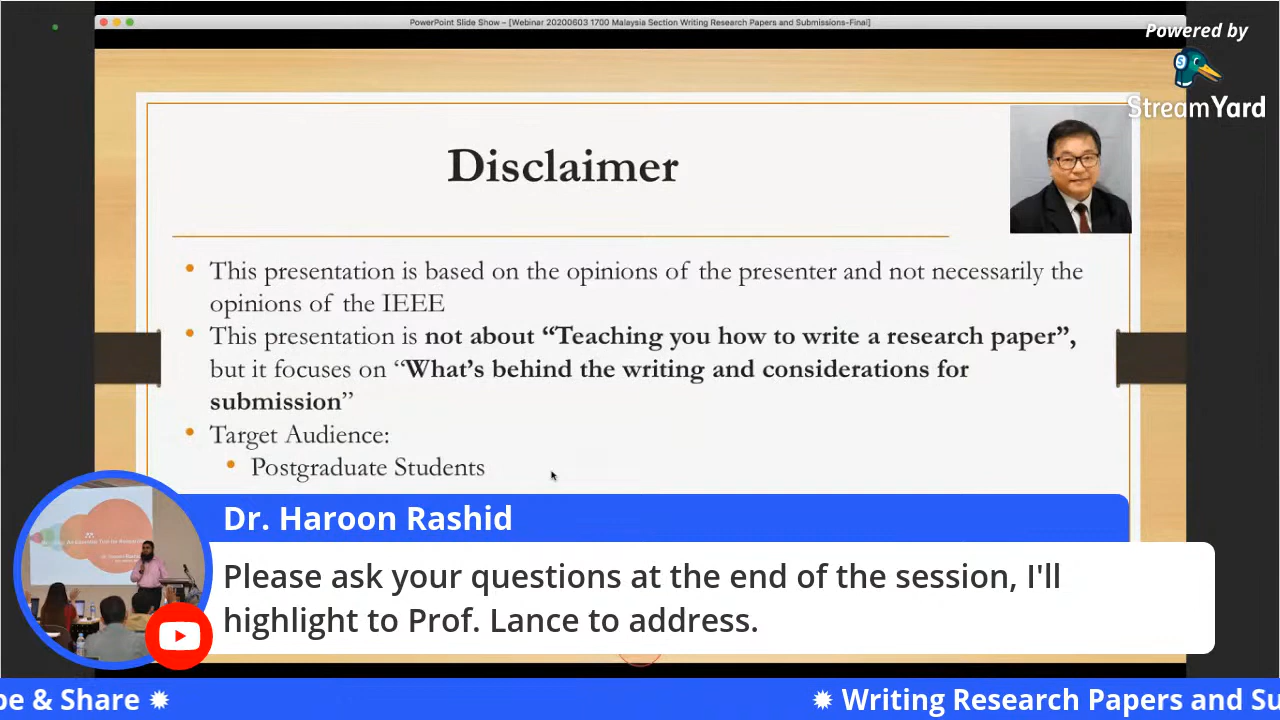 PowerPoint Slide Show – [Webinar 20200603 1700 Malaysia Section Writing Research Papers and Submissions-Final]
Powered by
StreamYard
Disclaimer
• This presentation is based on the opinions of the presenter and not necessarily the
opinions of the IEEE
• This presentation is not about “Teaching you how to write a research paper”,
but it focuses on “What’s behind the writing and considerations for
submission”
• Target Audience:
• Postgraduate Students
Dr. Haroon Rashid
Please ask your questions at the end of the session, I'll
highlight to Prof. Lance to address.
be & Share ✹ ✹ Writing Research Papers and Su